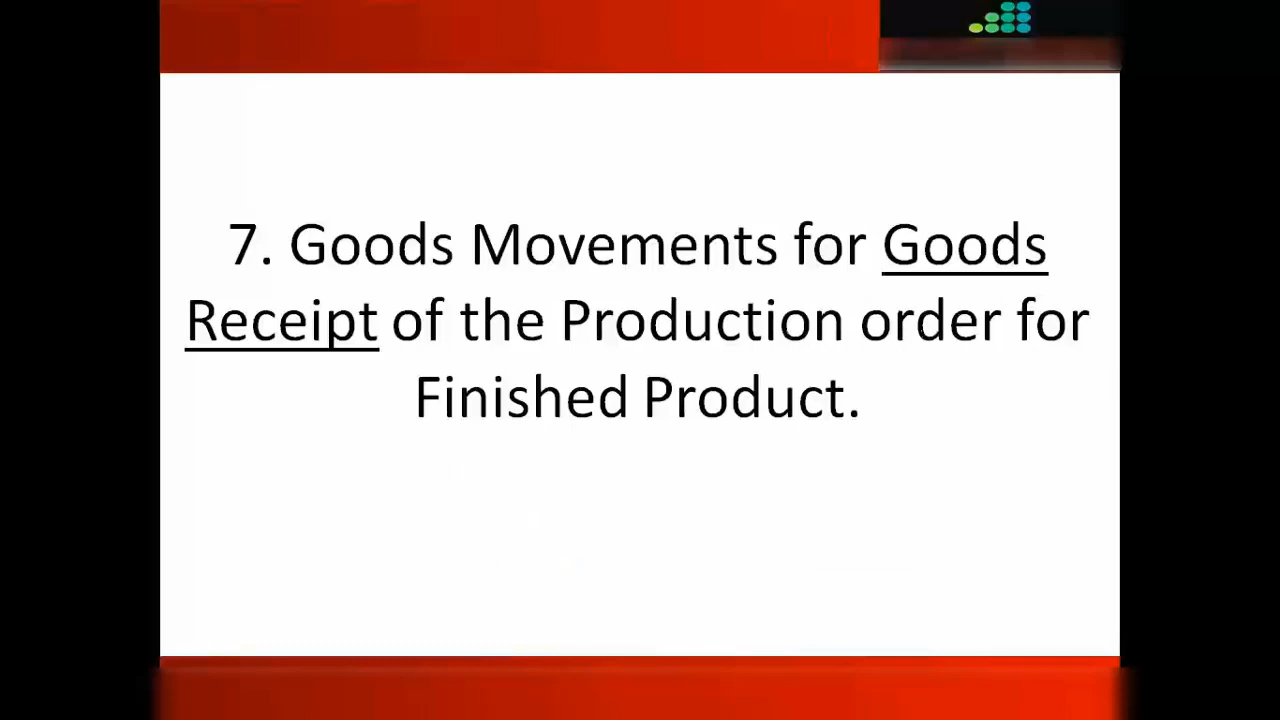 7. Goods Movements for Goods
Receipt of the Production order for
Finished Product.